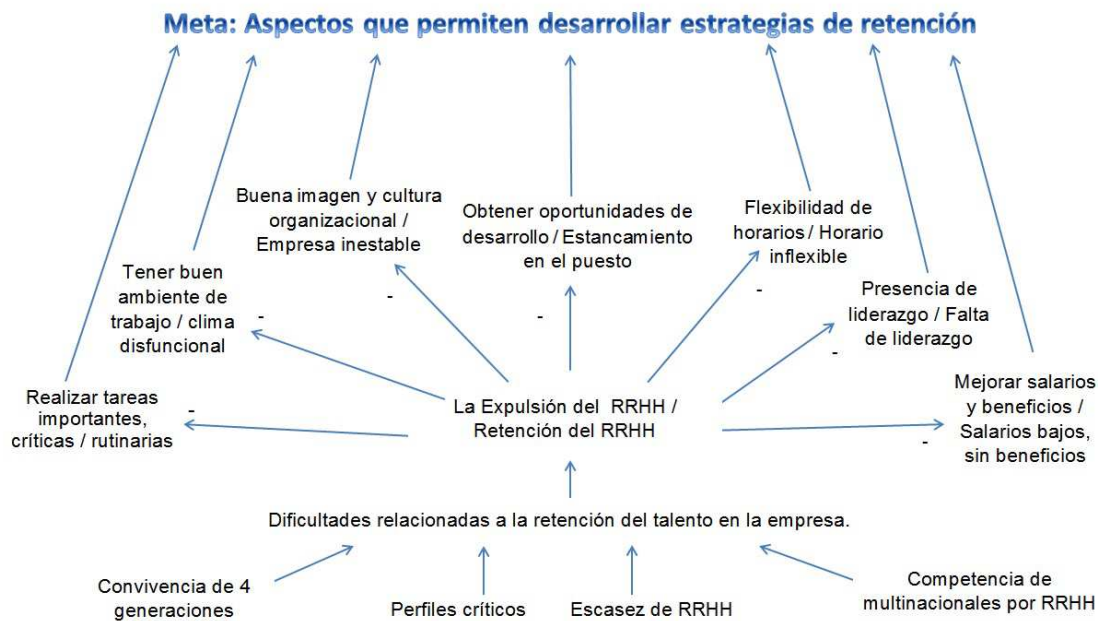 Meta: Aspectos que permiten desarrollar estrategias de retención
Buena imagen y cultura
organizacional /
Empresa inestable
Obtener oportunidades de
desarrollo / Estancamiento
en el puesto
Flexibilidad de
horarios / Horario
inflexible
Tener buen
ambiente de
trabajo / clima
disfuncional
Presencia de
liderazgo / Falta
de liderazgo
-
-
-
-
-
-
-
Realizar tareas
importantes,
críticas / rutinarias
La Expulsión del RRHH /
Retención del RRHH
Mejorar salarios
y beneficios /
Salarios bajos,
sin beneficios
Dificultades relacionadas a la retención del talento en la empresa.
Convivencia de 4
generaciones
Perfiles críticos
Escasez de RRHH
Competencia de
multinacionales por RRHH